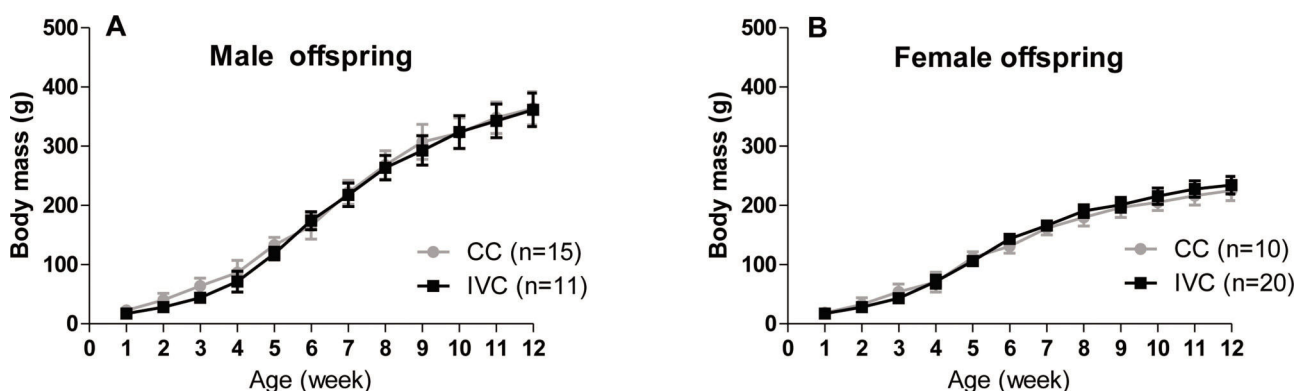 A
Male offspring
Body mass (g)
500
400
300
200
100
0
CC (n=15)
IVC (n=11)
0 1 2 3 4 5 6 7 8 9 10 11 12
Age (week)
B
Female offspring
Body mass (g)
500
400
300
200
100
0
CC (n=10)
IVC (n=20)
0 1 2 3 4 5 6 7 8 9 10 11 12
Age (week)